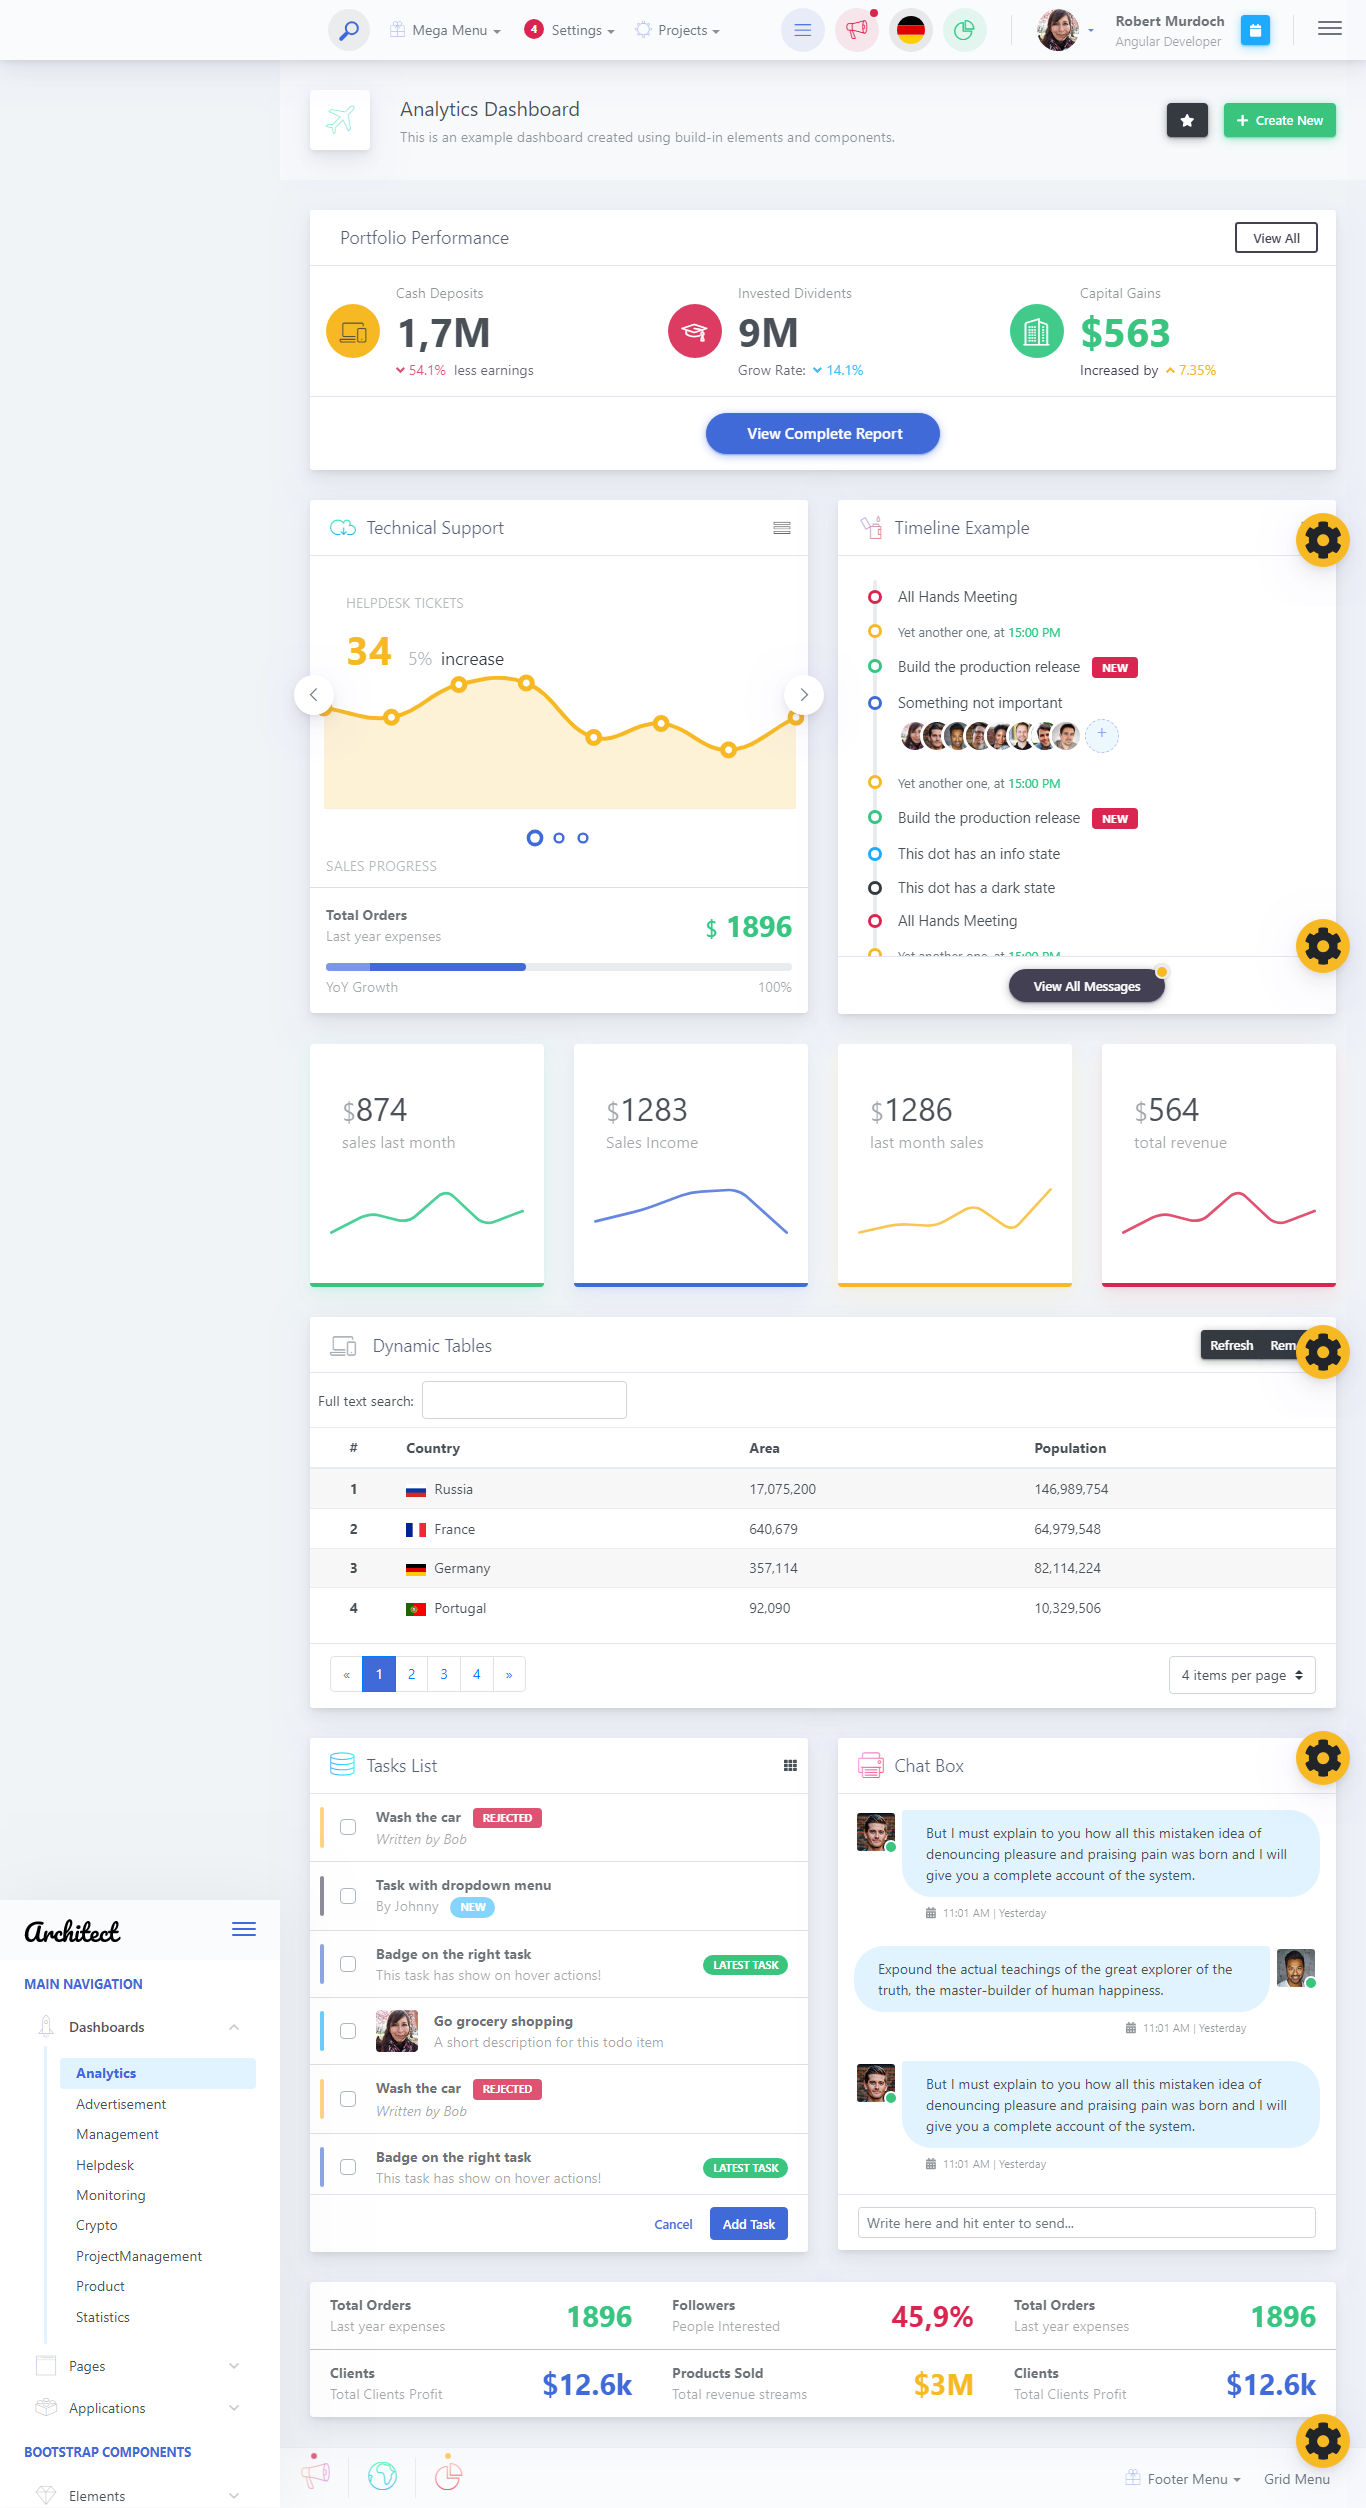 Mega Menu
4 Settings
Projects
Robert Murdoch
Angular Developer
Analytics Dashboard
This is an example dashboard created using build-in elements and components.
+ Create New
Portfolio Performance
View All
Cash Deposits
1,7M
54.1% less earnings
Invested Dividents
9M
Grow Rate: 14.1%
Capital Gains
$563
Increased by 7.35%
View Complete Report
Technical Support
HELPDESK TICKETS
34 5% increase
SALES PROGRESS
Total Orders
Last year expenses
$ 1896
YoY Growth 100%
Timeline Example
All Hands Meeting
Yet another one, at 15:00 PM
Build the production release NEW
Something not important
+
Yet another one, at 15:00 PM
Build the production release NEW
This dot has an info state
This dot has a dark state
All Hands Meeting
Yet another one, at 15:00 PM
View All Messages
$874
sales last month
$1283
Sales Income
$1286
last month sales
$564
total revenue
Dynamic Tables
Refresh Rem
Full text search:
# Country Area Population
1 Russia 17,075,200 146,989,754
2 France 640,679 64,979,548
3 Germany 357,114 82,114,224
4 Portugal 92,090 10,329,506
« 1 2 3 4 »
4 items per page
Tasks List
Wash the car REJECTED
Written by Bob
Task with dropdown menu
By Johnny NEW
Badge on the right task
This task has show on hover actions!
LATEST TASK
Go grocery shopping
A short description for this todo item
Wash the car REJECTED
Written by Bob
Badge on the right task
This task has show on hover actions!
LATEST TASK
Cancel Add Task
Chat Box
But I must explain to you how all this mistaken idea of
denouncing pleasure and praising pain was born and I will
give you a complete account of the system.
11:01 AM | Yesterday
Expound the actual teachings of the great explorer of the
truth, the master-builder of human happiness.
11:01 AM | Yesterday
But I must explain to you how all this mistaken idea of
denouncing pleasure and praising pain was born and I will
give you a complete account of the system.
11:01 AM | Yesterday
Write here and hit enter to send...
Total Orders
Last year expenses
1896
Followers
People Interested
45,9%
Total Orders
Last year expenses
1896
Clients
Total Clients Profit
$12.6k
Products Sold
Total revenue streams
$3M
Clients
Total Clients Profit
$12.6k
Footer Menu
Grid Menu
Architect
MAIN NAVIGATION
Dashboards
Analytics
Advertisement
Management
Helpdesk
Monitoring
Crypto
ProjectManagement
Product
Statistics
Pages
Applications
BOOTSTRAP COMPONENTS
Elements